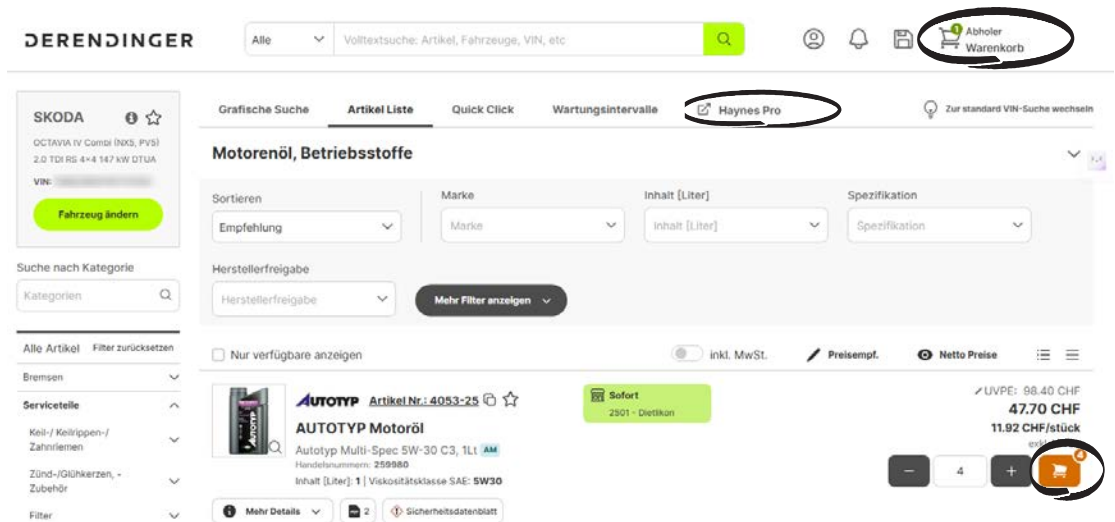 DERENDINGER
Alle
Volltextsuche: Artikel, Fahrzeuge, VIN, etc
1
Abholer
Warenkorb
SKODA
OCTAVIA IV Combi (NX5, PV5)
2.0 TDI RS 4×4 147 kW DTUA
VIN:
Fahrzeug ändern
Suche nach Kategorie
Kategorien
Alle Artikel Filter zurücksetzen
Bremsen
Serviceteile
Keil-/ Keilrippen-/
Zahnriemen
Zünd-/Glühkerzen, -
Zubehör
Filter
Grafische Suche Artikel Liste Quick Click Wartungsintervalle Haynes Pro Zur standard VIN-Suche wechseln
Motorenöl, Betriebsstoffe
Sortieren Marke Inhalt [Liter] Spezifikation
Empfehlung Marke Inhalt [Liter] Spezifikation
Herstellerfreigabe
Herstellerfreigabe Mehr Filter anzeigen
Nur verfügbare anzeigen inkl. MwSt. Preisempf. Netto Preise
AUTOTYP Artikel Nr.: 4053-25
AUTOTYP Motoröl
Autotyp Multi-Spec 5W-30 C3, 1Lt AM
Handelsnummern: 259980
Inhalt [Liter]: 1 | Viskositätsklasse SAE: 5W30
Mehr Details 2 Sicherheitsdatenblatt
Sofort
2501 - Dietlikon
UVPE: 98.40 CHF
47.70 CHF
11.92 CHF/stück
− 4 + 4